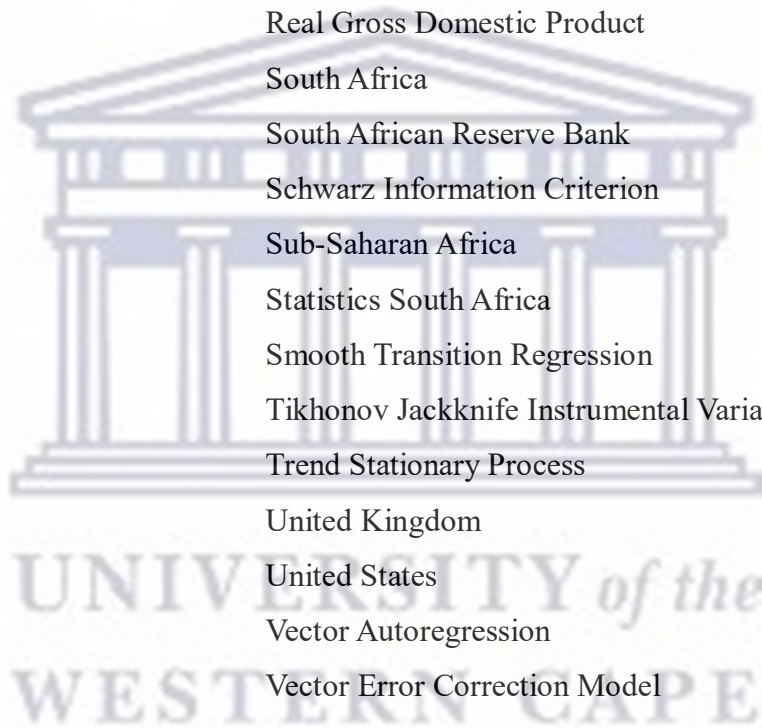 Real Gross Domestic Product
South Africa
South African Reserve Bank
Schwarz Information Criterion
Sub-Saharan Africa
Statistics South Africa
Smooth Transition Regression
Tikhonov Jackknife Instrumental Varia
Trend Stationary Process
United Kingdom
UNIVERSITY of the
United States
Vector Autoregression
WESTERN CAPE
Vector Error Correction Model